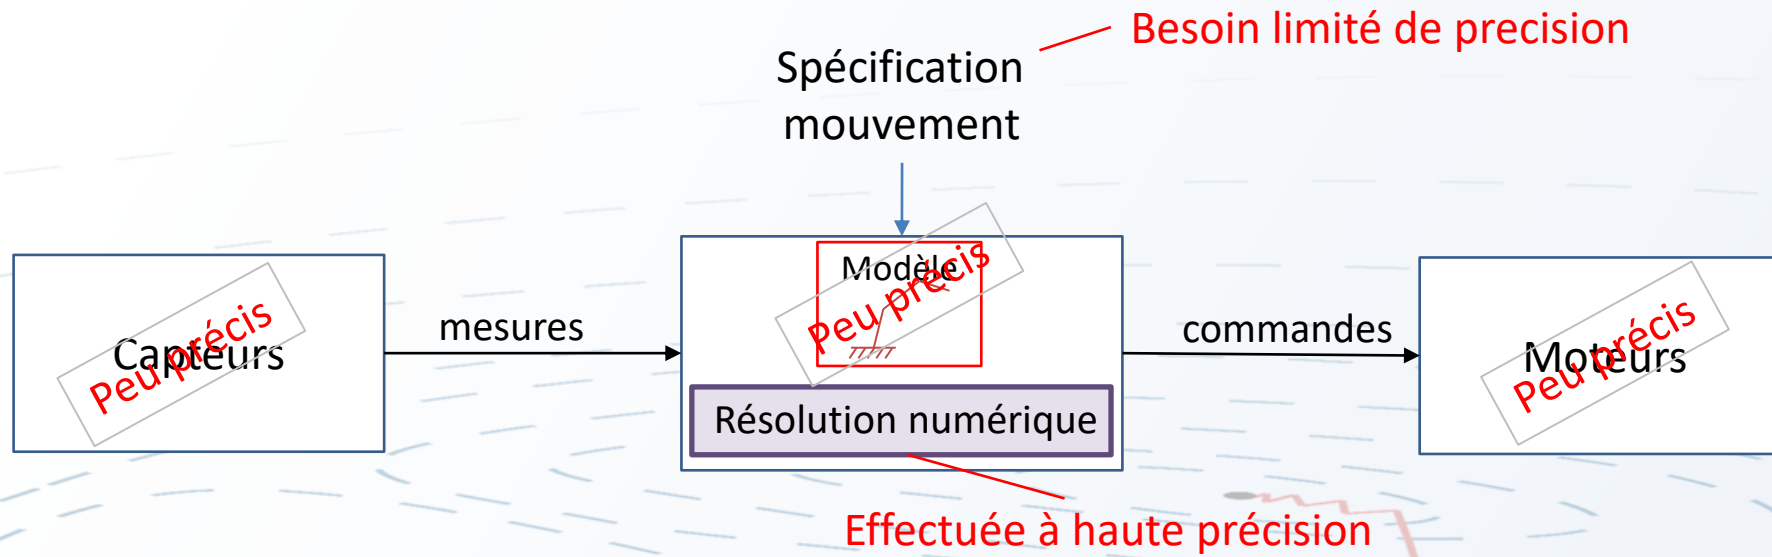 Besoin limité de precision
Spécification
mouvement
Capteurs
Peu précis
mesures
Modèle
Peu précis
Résolution numérique
commandes
Moteurs
Peu précis
Effectuée à haute précision